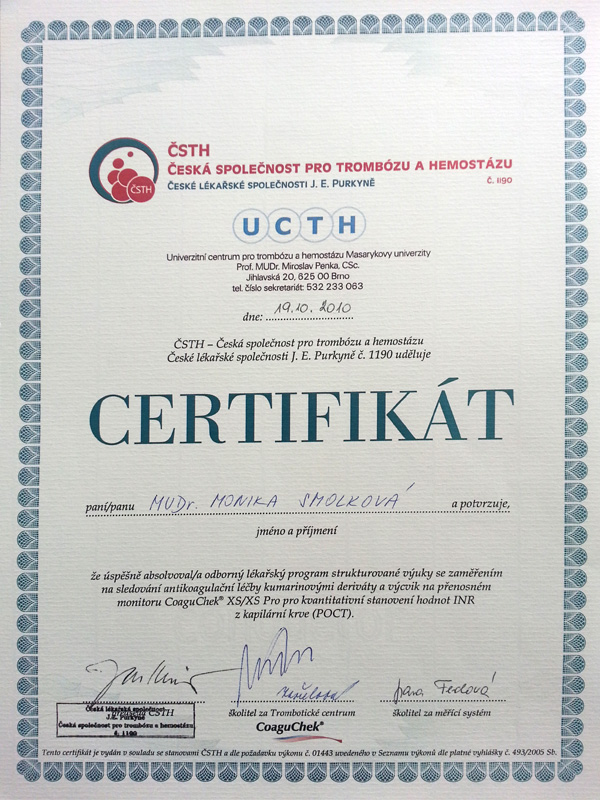 ČSTH
ČESKÁ SPOLEČNOST PRO TROMBÓZU A HEMOSTÁZU
ČESKÉ LÉKAŘSKÉ SPOLEČNOSTI J. E. PURKYNĚ
Č. 1190
ČSTH
UCTH
Univerzitní centrum pro trombózu a hemostázu Masarykovy univerzity
Prof. MUDr. Miroslav Penka, CSc.
Jihlavská 20, 625 00 Brno
tel. číslo sekretariát: 532 233 063
dne: 19.10. 2010
ČSTH – Česká společnost pro trombózu a hemostázu
České lékařské společnosti J. E. Purkyně č. 1190 uděluje
CERTIFIKÁT
paní/panu MUDr. MONIKA SMOLKOVÁ a potvrzuje,
jméno a příjmení
že úspěšně absolvoval/a odborný lékařský program strukturované výuky se zaměřením
na sledování antikoagulační léčby kumarinovými deriváty a výcvik na přenosném
monitoru CoaguChek® XS/XS Pro pro kvantitativní stanovení hodnot INR
z kapilární krve (POCT).
Jana Fedová
ČSTH školitel za Trombotické centrum školitel za měřící systém
Česká lékařská společnost
J.E. Purkyně
Česká společnost pro trombózu a hemostázu
č. 1190
CoaguChek®
Tento certifikát je vydán v souladu se stanovami ČSTH a dle požadavku výkonu č. 01443 uvedeného v Seznamu výkonů dle platné vyhlášky č. 493/2005 Sb.